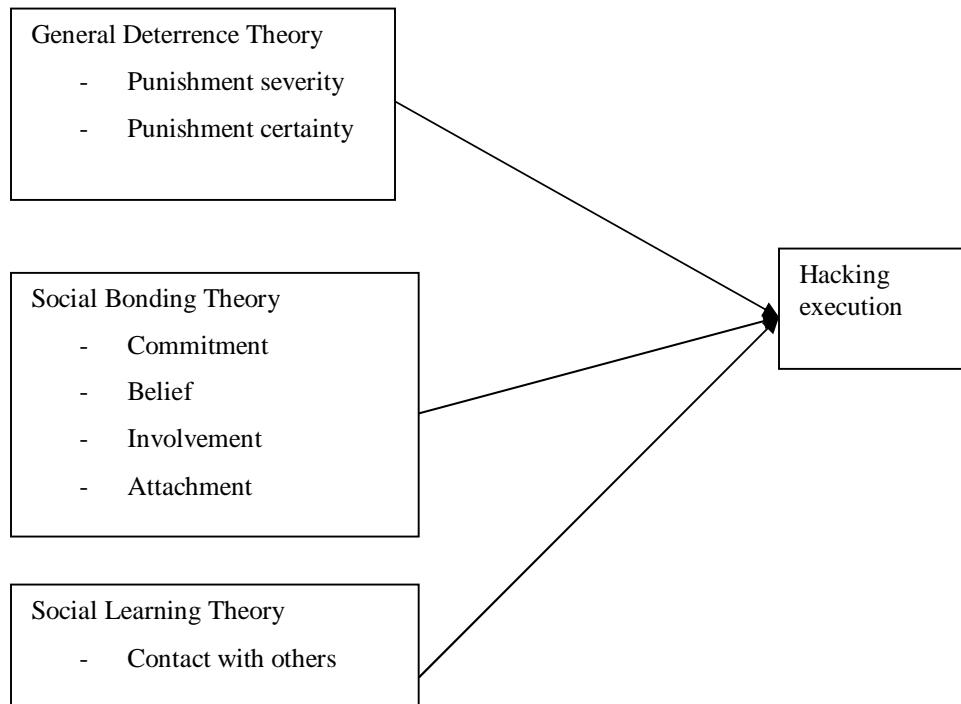 General Deterrence Theory
- Punishment severity
- Punishment certainty
Social Bonding Theory
- Commitment
- Belief
- Involvement
- Attachment
Social Learning Theory
- Contact with others
Hacking
execution